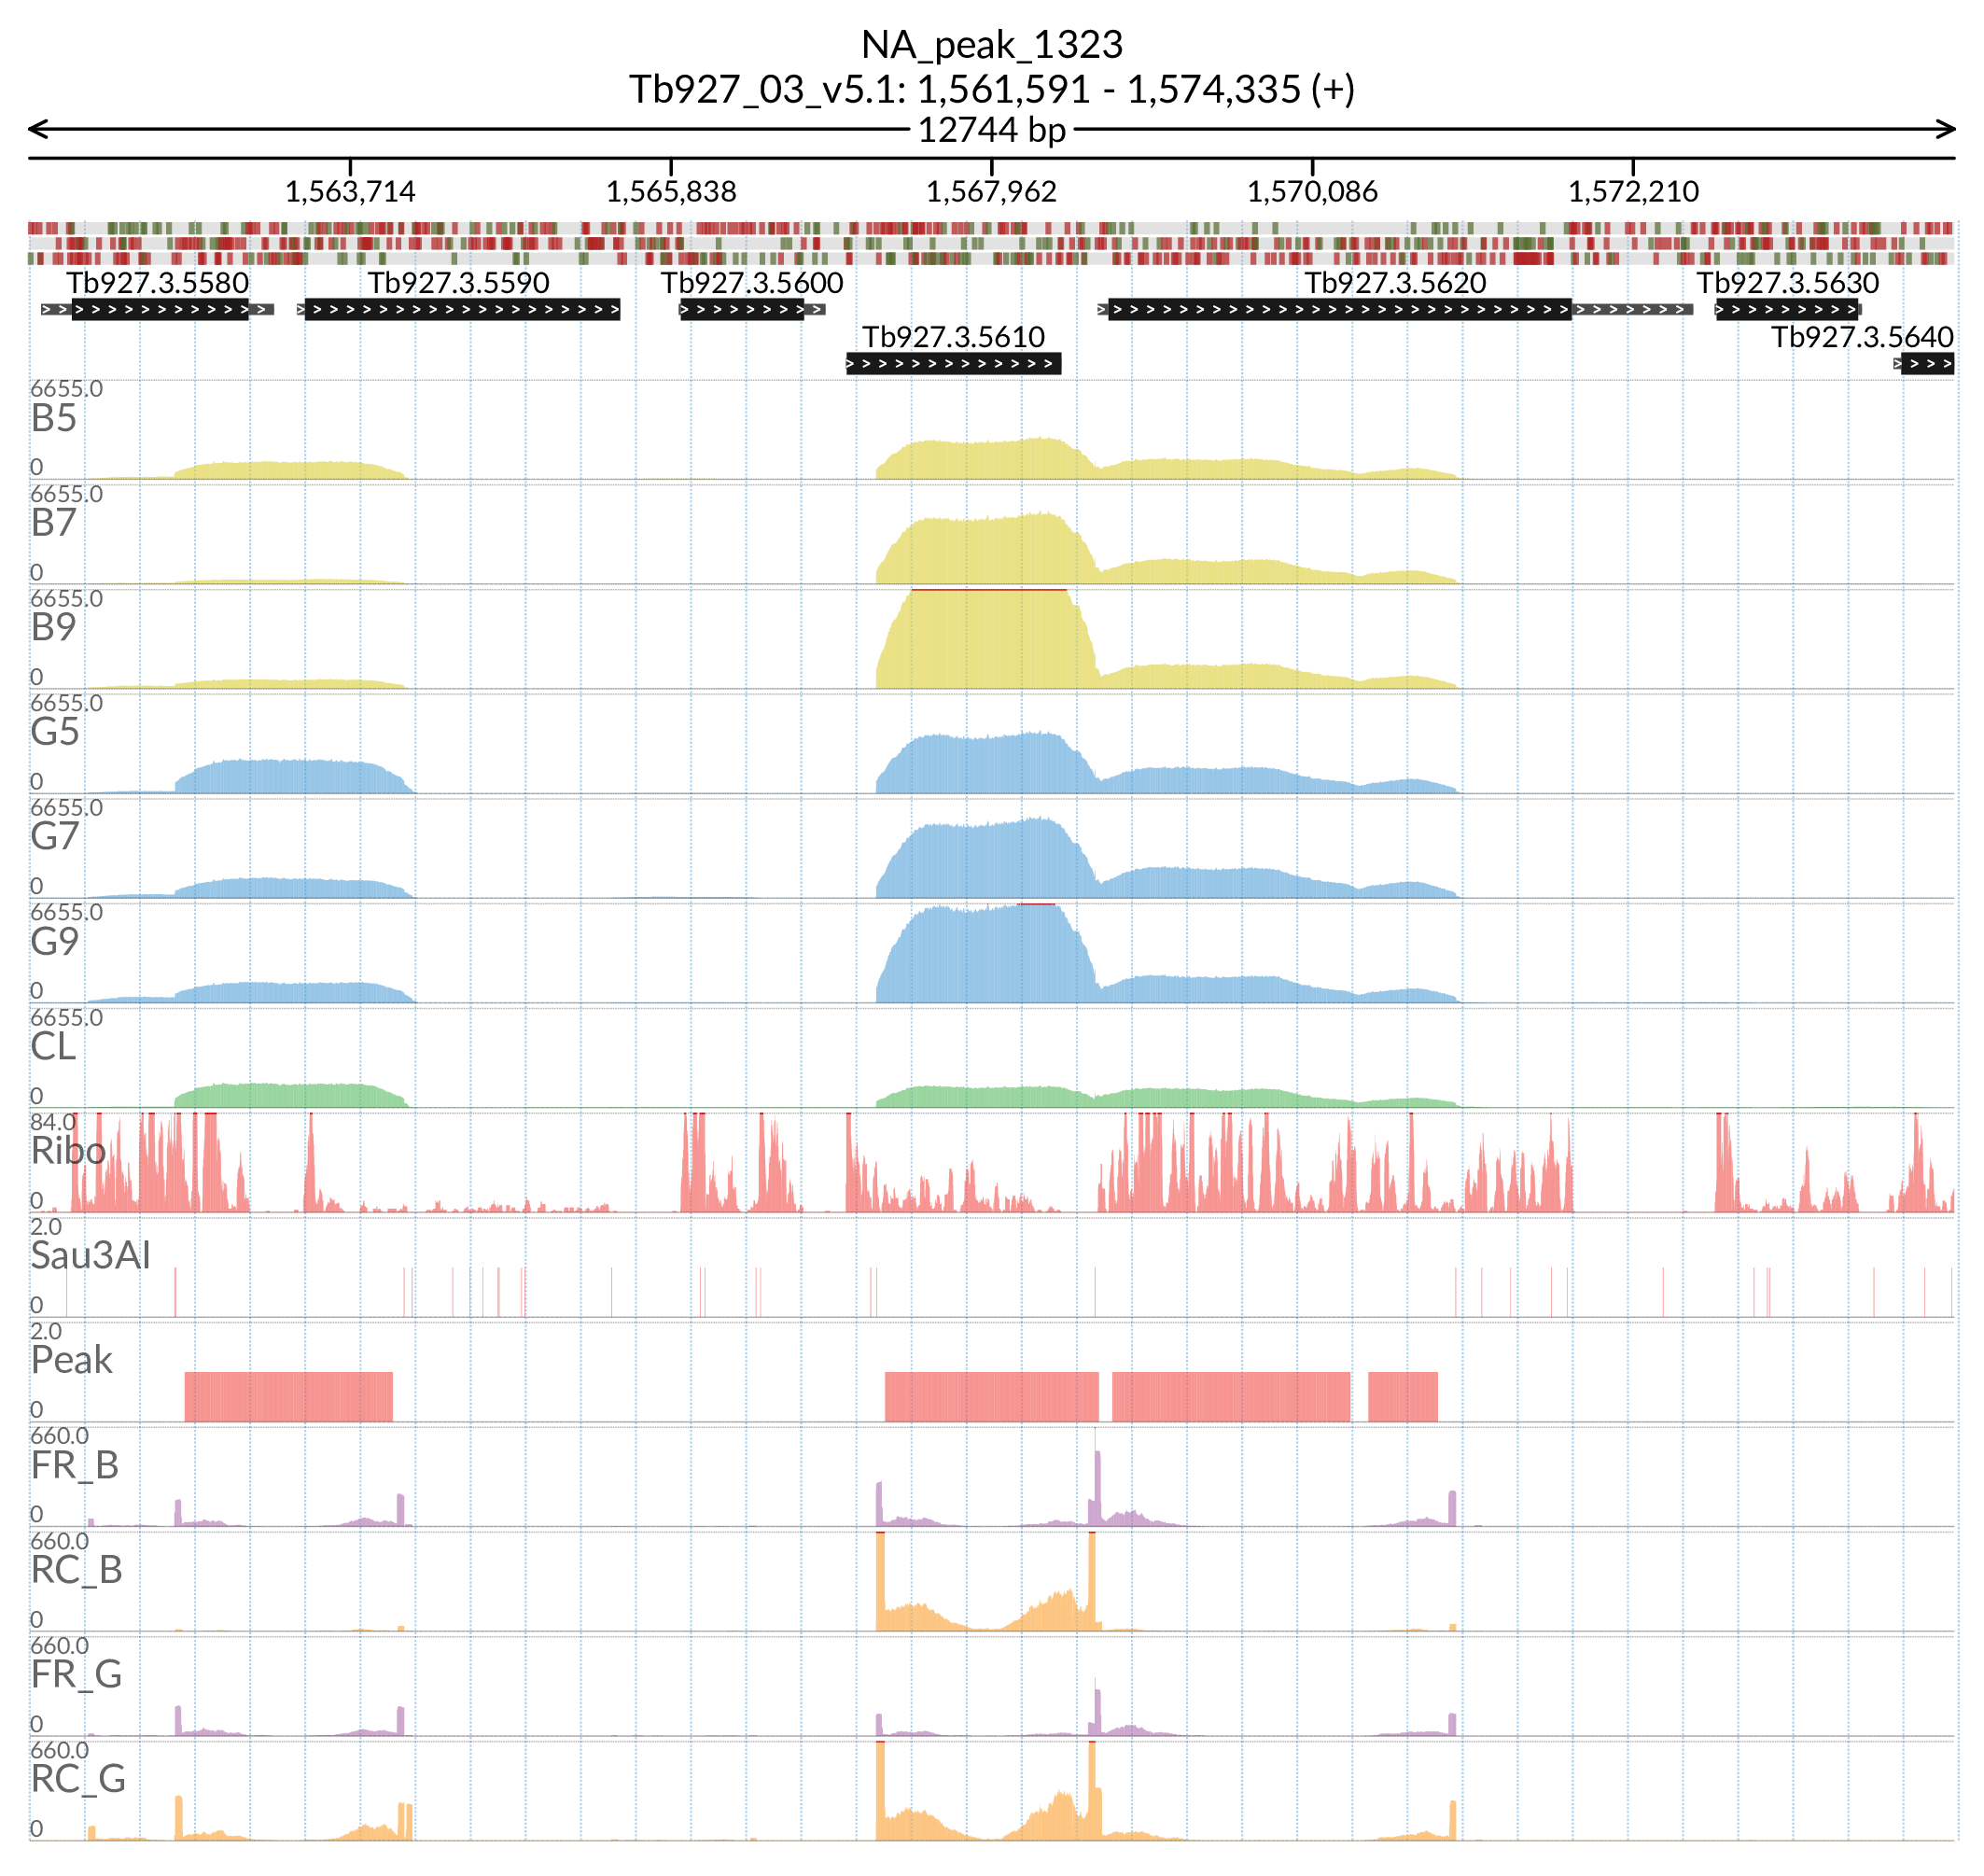 NA_peak_1323
Tb927_03_v5.1: 1,561,591 - 1,574,335 (+)
12744 bp
1,563,714 1,565,838 1,567,962 1,570,086 1,572,210
Tb927.3.5580 Tb927.3.5590 Tb927.3.5600 Tb927.3.5620 Tb927.3.5630
Tb927.3.5610 Tb927.3.5640
6655.0
B5
0
6655.0
B7
0
6655.0
B9
0
6655.0
G5
0
6655.0
G7
0
6655.0
G9
0
6655.0
CL
0
84.0
Ribo
0
2.0
Sau3AI
0
2.0
Peak
0
660.0
FR_B
0
660.0
RC_B
0
660.0
FR_G
0
660.0
RC_G
0